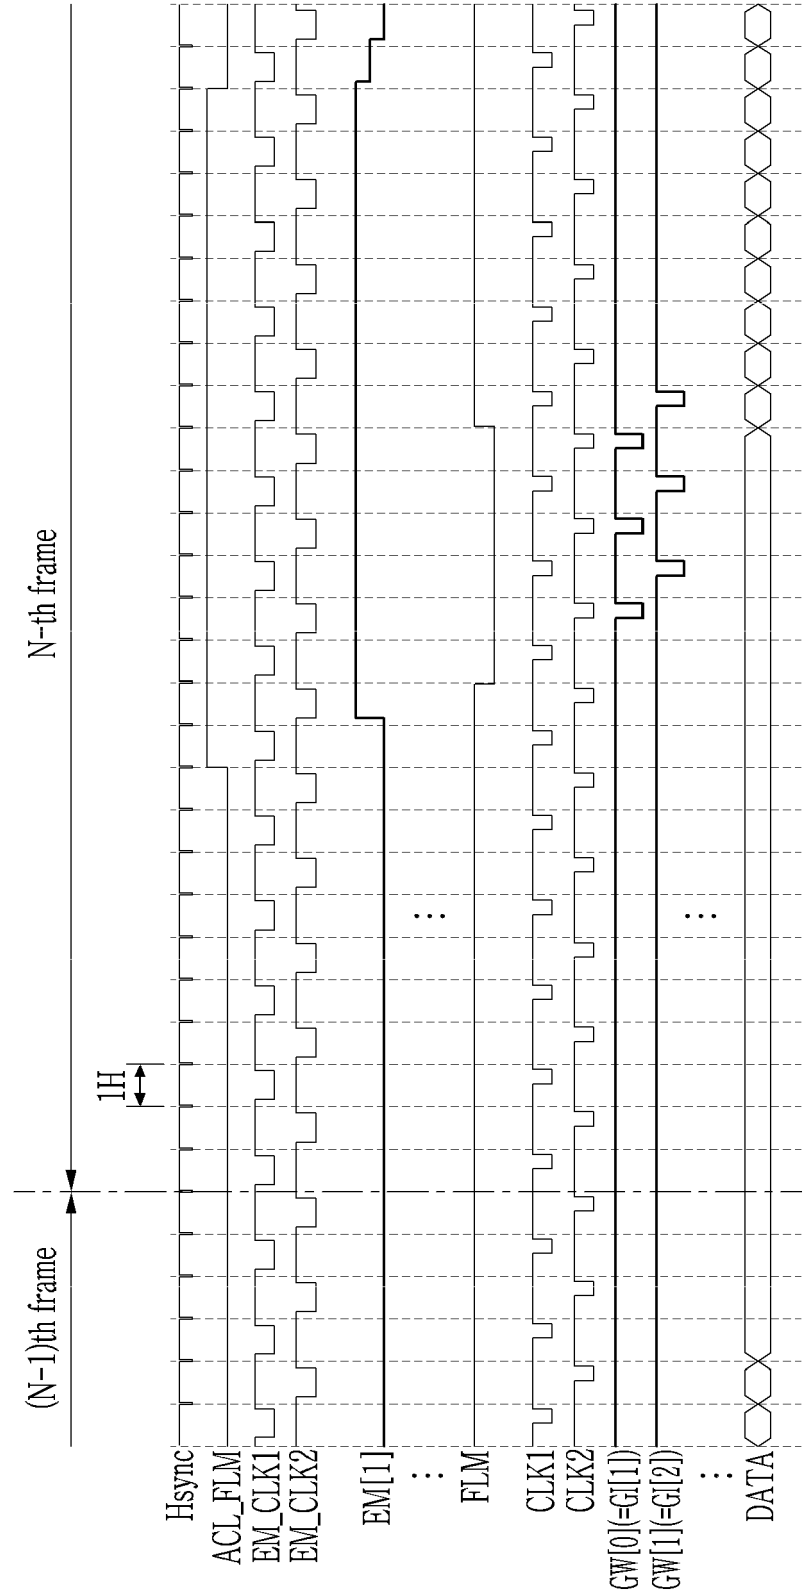 (N-1)th frame
N-th frame
1H
Hsync
ACL_FLM
EM_CLK1
EM_CLK2
EM[1]
FLM
CLK1
CLK2
GW[0](=GI[1])
GW[1](=GI[2])
DATA